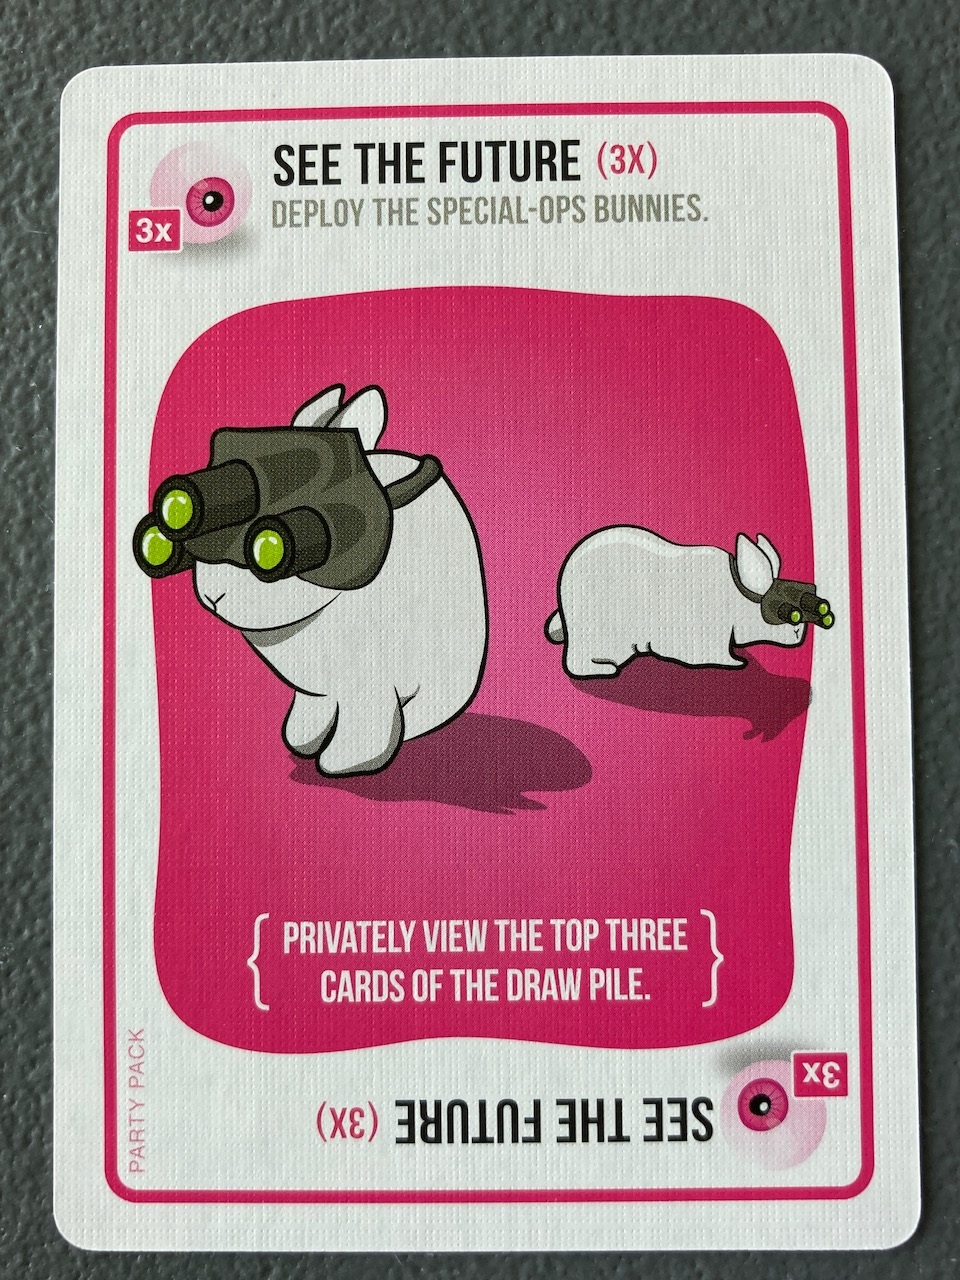 SEE THE FUTURE (3X)
DEPLOY THE SPECIAL-OPS BUNNIES.
3x
{ PRIVATELY VIEW THE TOP THREE
CARDS OF THE DRAW PILE. }
PARTY PACK
3x
SEE THE FUTURE (3X)